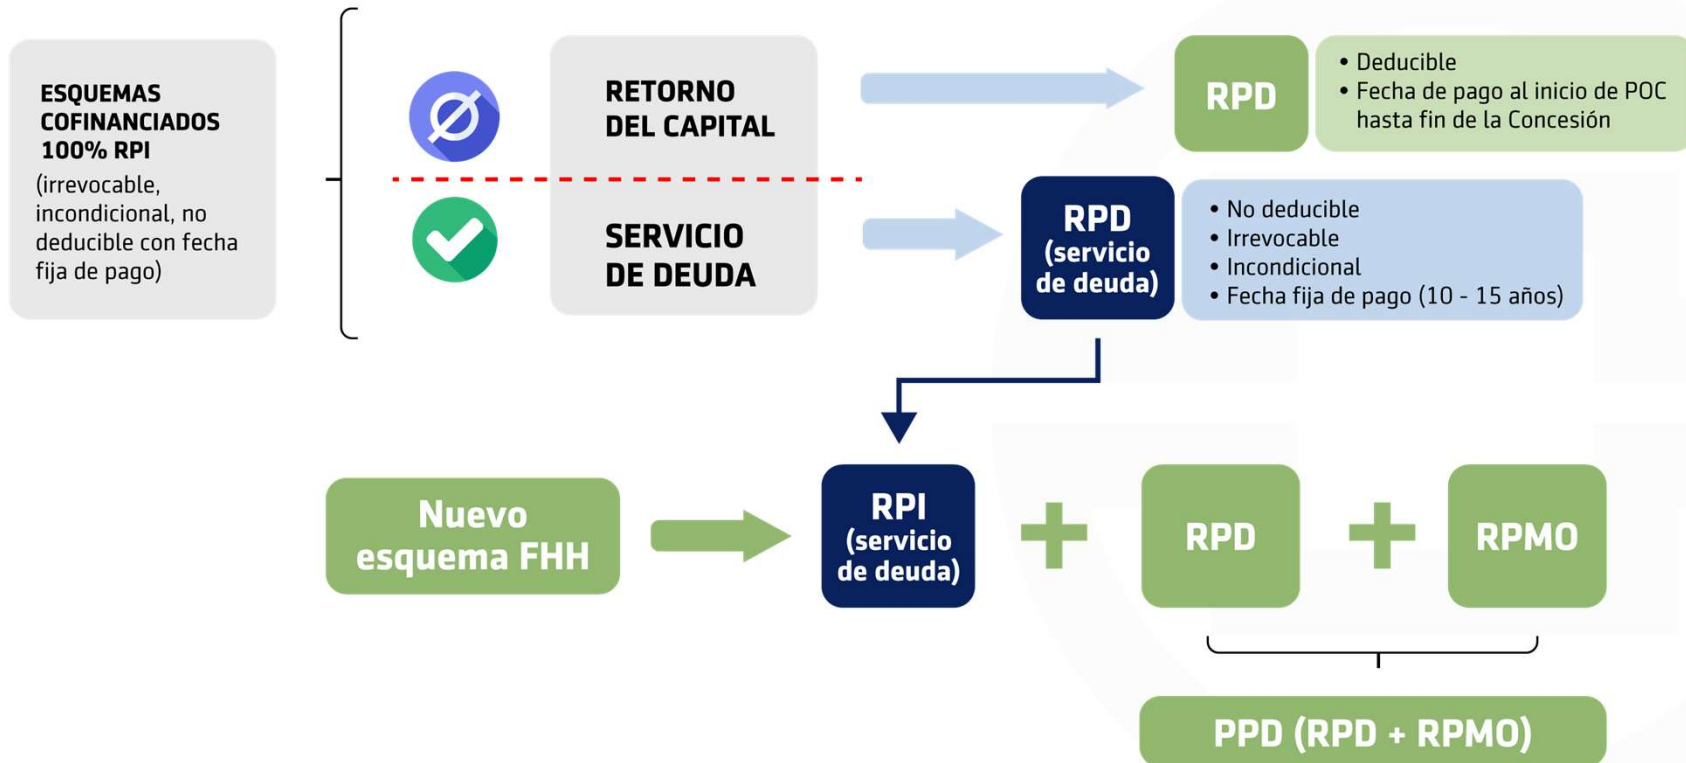 ESQUEMAS
COFINANCIADOS
100% RPI
(irrevocable,
incondicional, no
deducible con fecha
fija de pago)
RETORNO
DEL CAPITAL
SERVICIO
DE DEUDA
RPD
• Deducible
• Fecha de pago al inicio de POC
hasta fin de la Concesión
RPD
(servicio
de deuda)
• No deducible
• Irrevocable
• Incondicional
• Fecha fija de pago (10 - 15 años)
Nuevo
esquema FHH
RPI
(servicio
de deuda)
+
RPD
+
RPMO
PPD (RPD + RPMO)